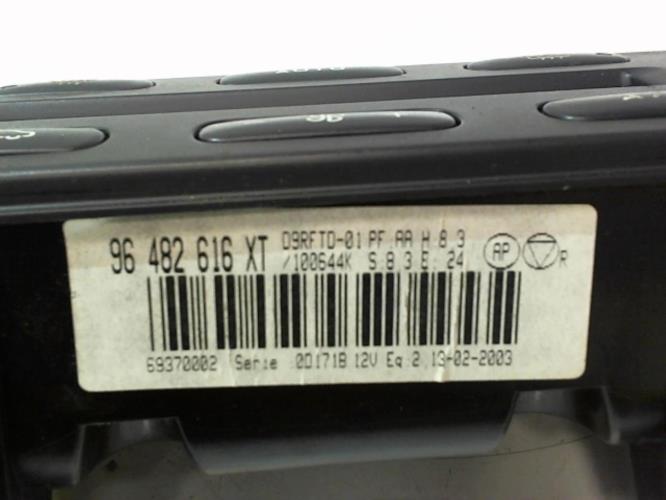 AUTO
96 482 616 XT D9RFTD-01 PF AA H 8.3
/100644K S:8 3 E: 24
AP R
69370002 Serie :0D171B 12V Eq:2 13-02-2003